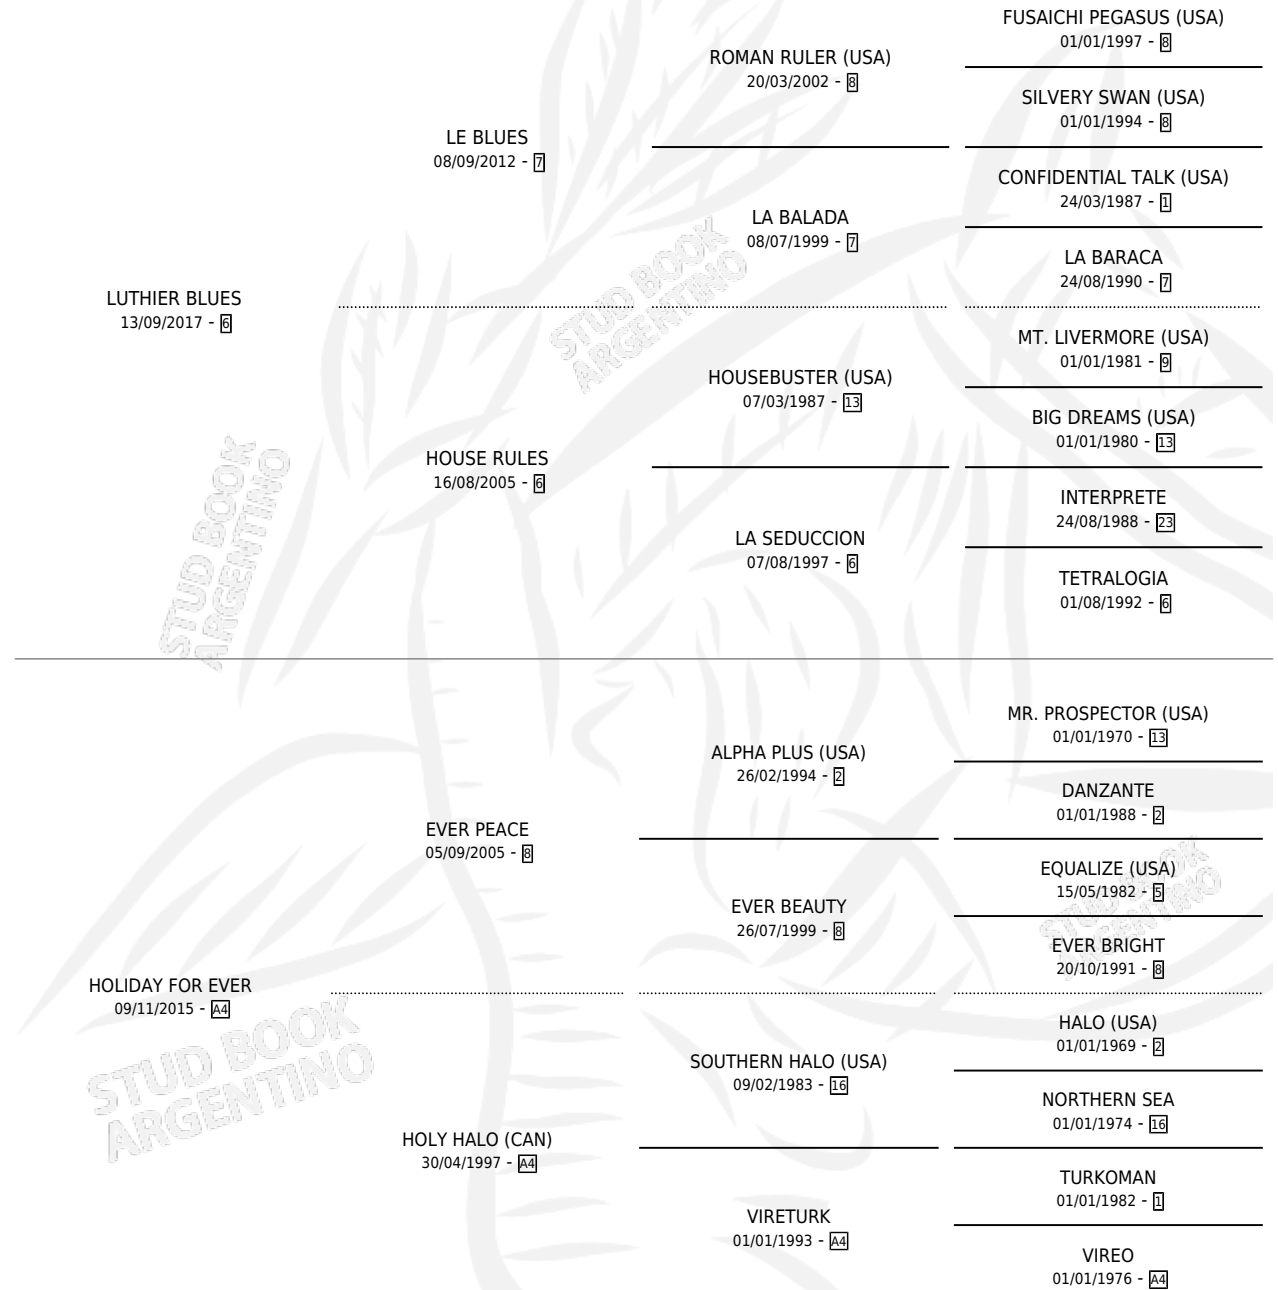 FUSAICHI PEGASUS (USA)
01/01/1997 - 8
ROMAN RULER (USA)
20/03/2002 - 8
SILVERY SWAN (USA)
01/01/1994 - 8
LE BLUES
08/09/2012 - 7
CONFIDENTIAL TALK (USA)
24/03/1987 - 1
LA BALADA
08/07/1999 - 7
LA BARACA
24/08/1990 - 7
LUTHIER BLUES
13/09/2017 - 6
MT. LIVERMORE (USA)
01/01/1981 - 9
HOUSEBUSTER (USA)
07/03/1987 - 13
BIG DREAMS (USA)
01/01/1980 - 13
HOUSE RULES
16/08/2005 - 6
INTERPRETE
24/08/1988 - 23
LA SEDUCCION
07/08/1997 - 6
TETRALOGIA
01/08/1992 - 6
MR. PROSPECTOR (USA)
01/01/1970 - 13
ALPHA PLUS (USA)
26/02/1994 - 2
DANZANTE
01/01/1988 - 2
EVER PEACE
05/09/2005 - 8
EQUALIZE (USA)
15/05/1982 - 5
EVER BEAUTY
26/07/1999 - 8
EVER BRIGHT
20/10/1991 - 8
HOLIDAY FOR EVER
09/11/2015 - A4
HALO (USA)
01/01/1969 - 2
SOUTHERN HALO (USA)
09/02/1983 - 16
NORTHERN SEA
01/01/1974 - 16
HOLY HALO (CAN)
30/04/1997 - A4
TURKOMAN
01/01/1982 - 1
VIRETURK
01/01/1993 - A4
VIREO
01/01/1976 - A4
STUD BOOK
ARGENTINO
STUD BOOK
ARGENTINO
STUD BOOK
ARGENTINO
STUD BOOK
ARGENTINO